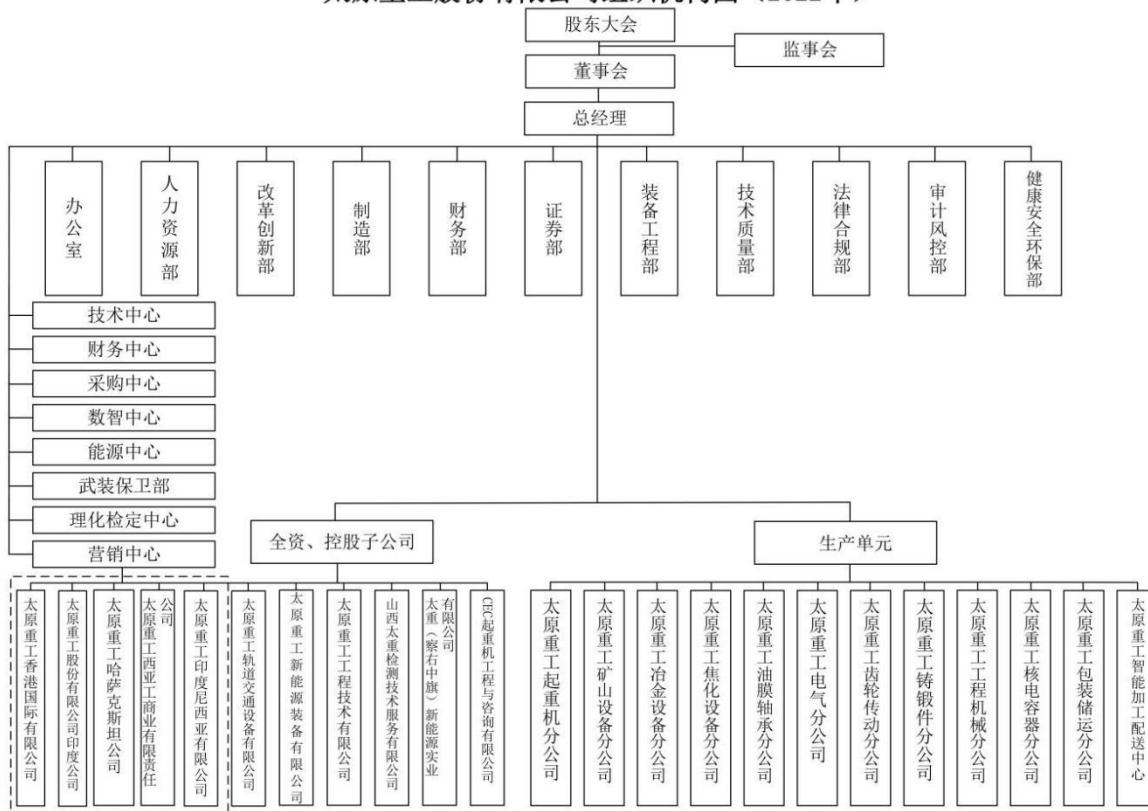 太原重工股份有限公司组织机构图
股东大会
监事会
董事会
总经理
办公室
人力资源部
改革创新部
制造部
财务部
证券部
装备工程部
技术质量部
法律合规部
审计风控部
健康安全环保部
技术中心
财务中心
采购中心
数智中心
能源中心
武装保卫部
理化检定中心
营销中心
全资、控股子公司
生产单元
太原重工香港国际有限公司
太原重工股份有限公司印度公司
太原重工哈萨克斯坦公司
太原重工西亚工商业有限责任
公司
太原重工印度尼西亚有限公司
太原重工轨道交通设备有限公司
太原重工新能源装备有限公司
太原重工工程技术有限公司
山西太重检测技术服务有限公司
太重（察右中旗）新能源实业
有限公司
CEC起重机工程与咨询有限公司
太原重工起重机分公司
太原重工矿山设备分公司
太原重工冶金设备分公司
太原重工焦化设备分公司
太原重工油膜轴承分公司
太原重工电气分公司
太原重工齿轮传动分公司
太原重工铸锻件分公司
太原重工工程机械分公司
太原重工核电容器分公司
太原重工包装储运分公司
太原重工智能加工配送中心